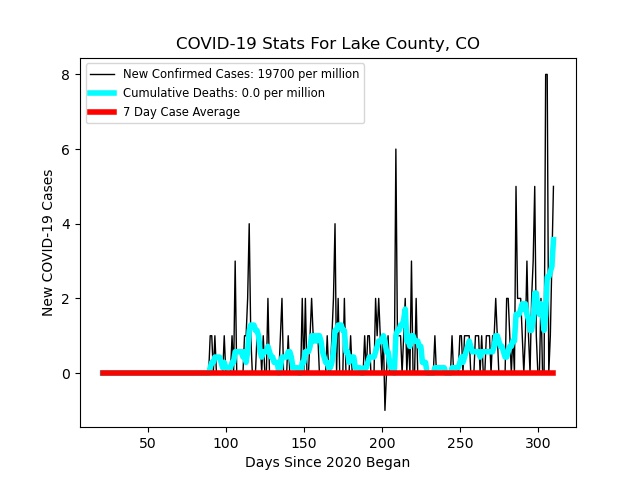 COVID-19 Stats For Lake County, CO
New Confirmed Cases: 19700 per million
Cumulative Deaths: 0.0 per million
7 Day Case Average
New COVID-19 Cases
8
6
4
2
0
50 100 150 200 250 300
Days Since 2020 Began